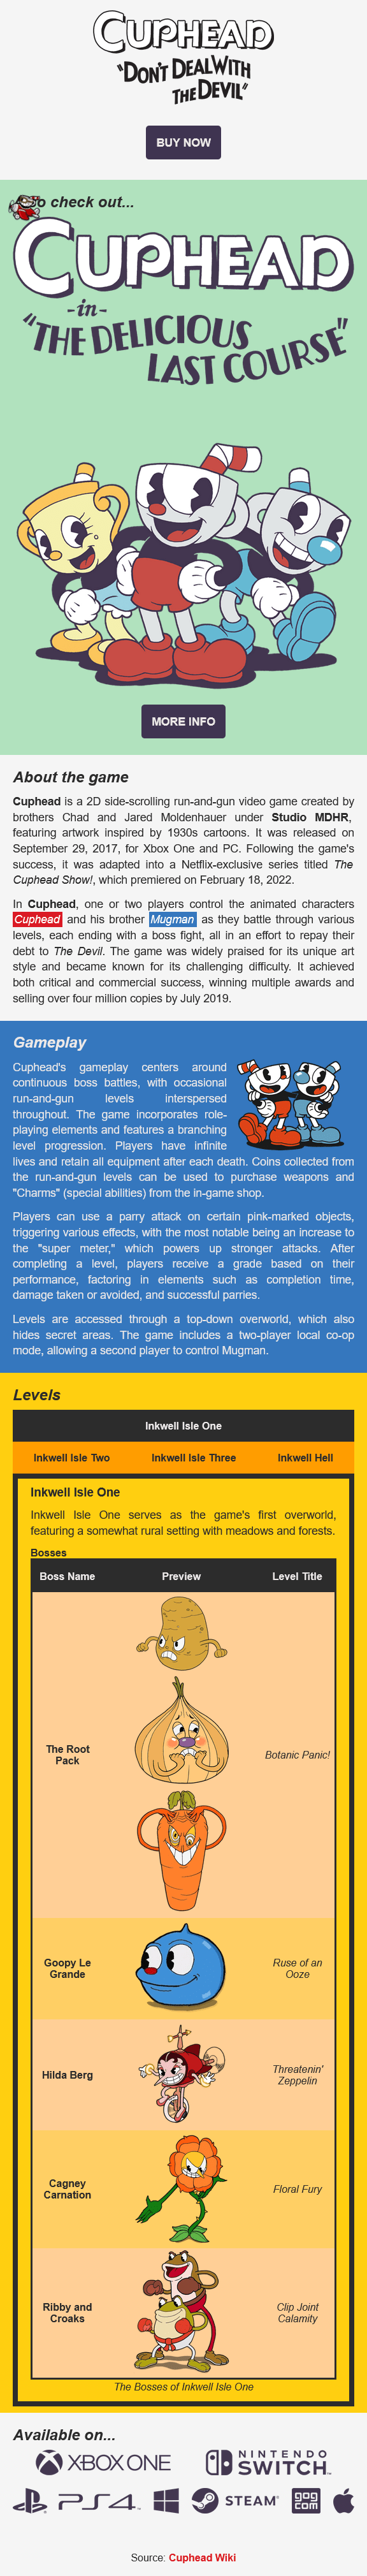 CUPHEAD
"DON'T DEAL WITH
THE DEVIL"
BUY NOW
o check out...
CUPHEAD
-in-
"THE DELICIOUS
LAST COURSE"
MORE INFO
About the game
Cuphead is a 2D side-scrolling run-and-gun video game created by
brothers Chad and Jared Moldenhauer under Studio MDHR,
featuring artwork inspired by 1930s cartoons. It was released on
September 29, 2017, for Xbox One and PC. Following the game's
success, it was adapted into a Netflix-exclusive series titled The
Cuphead Show!, which premiered on February 18, 2022.
In Cuphead, one or two players control the animated characters
Cuphead and his brother Mugman as they battle through various
levels, each ending with a boss fight, all in an effort to repay their
debt to The Devil. The game was widely praised for its unique art
style and became known for its challenging difficulty. It achieved
both critical and commercial success, winning multiple awards and
selling over four million copies by July 2019.
Gameplay
Cuphead's gameplay centers around
continuous boss battles, with occasional
run-and-gun levels interspersed
throughout. The game incorporates role-
playing elements and features a branching
level progression. Players have infinite
lives and retain all equipment after each death. Coins collected from
the run-and-gun levels can be used to purchase weapons and
"Charms" (special abilities) from the in-game shop.
Players can use a parry attack on certain pink-marked objects,
triggering various effects, with the most notable being an increase to
the "super meter," which powers up stronger attacks. After
completing a level, players receive a grade based on their
performance, factoring in elements such as completion time,
damage taken or avoided, and successful parries.
Levels are accessed through a top-down overworld, which also
hides secret areas. The game includes a two-player local co-op
mode, allowing a second player to control Mugman.
Levels
Inkwell Isle One
Inkwell Isle Two Inkwell Isle Three Inkwell Hell
Inkwell Isle One
Inkwell Isle One serves as the game's first overworld,
featuring a somewhat rural setting with meadows and forests.
Bosses
Boss Name Preview Level Title
The Root
Pack
Botanic Panic!
Goopy Le
Grande
Ruse of an
Ooze
Hilda Berg
Threatenin'
Zeppelin
Cagney
Carnation
Floral Fury
Ribby and
Croaks
Clip Joint
Calamity
The Bosses of Inkwell Isle One
Available on...
XBOX ONE NINTENDO
SWITCH
PS4 STEAM gog
com
Source: Cuphead Wiki